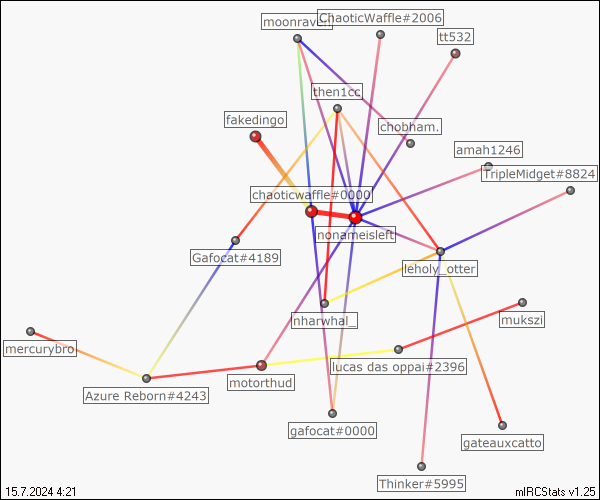 ChaoticWaffle#2006
moonraven
tt532
then1cc
fakedingo
chobham.
amah1246
TripleMidget#8824
chaoticwaffle#0000
nonameisleft
Gafocat#4189
leholy_otter
nharwhal_
mukszi
mercurybro
lucas das oppai#2396
motorthud
Azure Reborn#4243
gafocat#0000
gateauxcatto
Thinker#5995
15.7.2024 4:21
mIRCStats v1.25